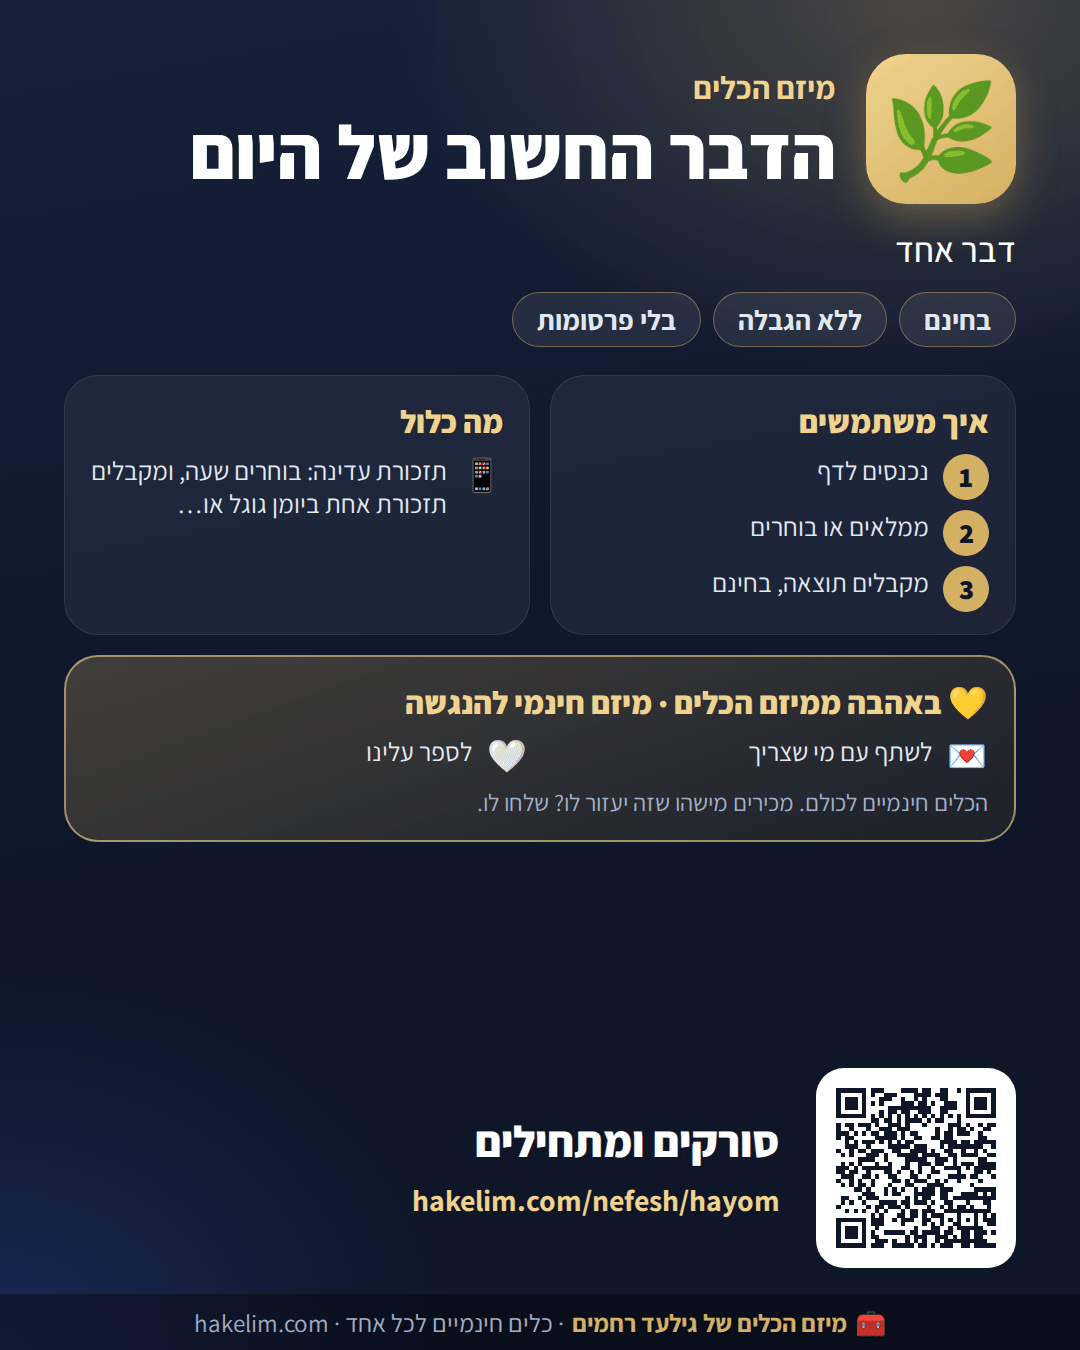 מיזם הכלים
הדבר החשוב של היום
דבר אחד
בחינם
ללא הגבלה
בלי פרסומות
איך משתמשים
1 נכנסים לדף
2 ממלאים או בוחרים
3 מקבלים תוצאה, בחינם
מה כלול
תזכורת עדינה: בוחרים שעה, ומקבלים
תזכורת אחת ביומן גוגל או…
באהבה ממיזם הכלים · מיזם חינמי להנגשה
לשתף עם מי שצריך
לספר עלינו
הכלים חינמיים לכולם. מכירים מישהו שזה יעזור לו? שלחו לו.
סורקים ומתחילים
hakelim.com/nefesh/hayom
מיזם הכלים של גילעד רחמים · כלים חינמיים לכל אחד · hakelim.com